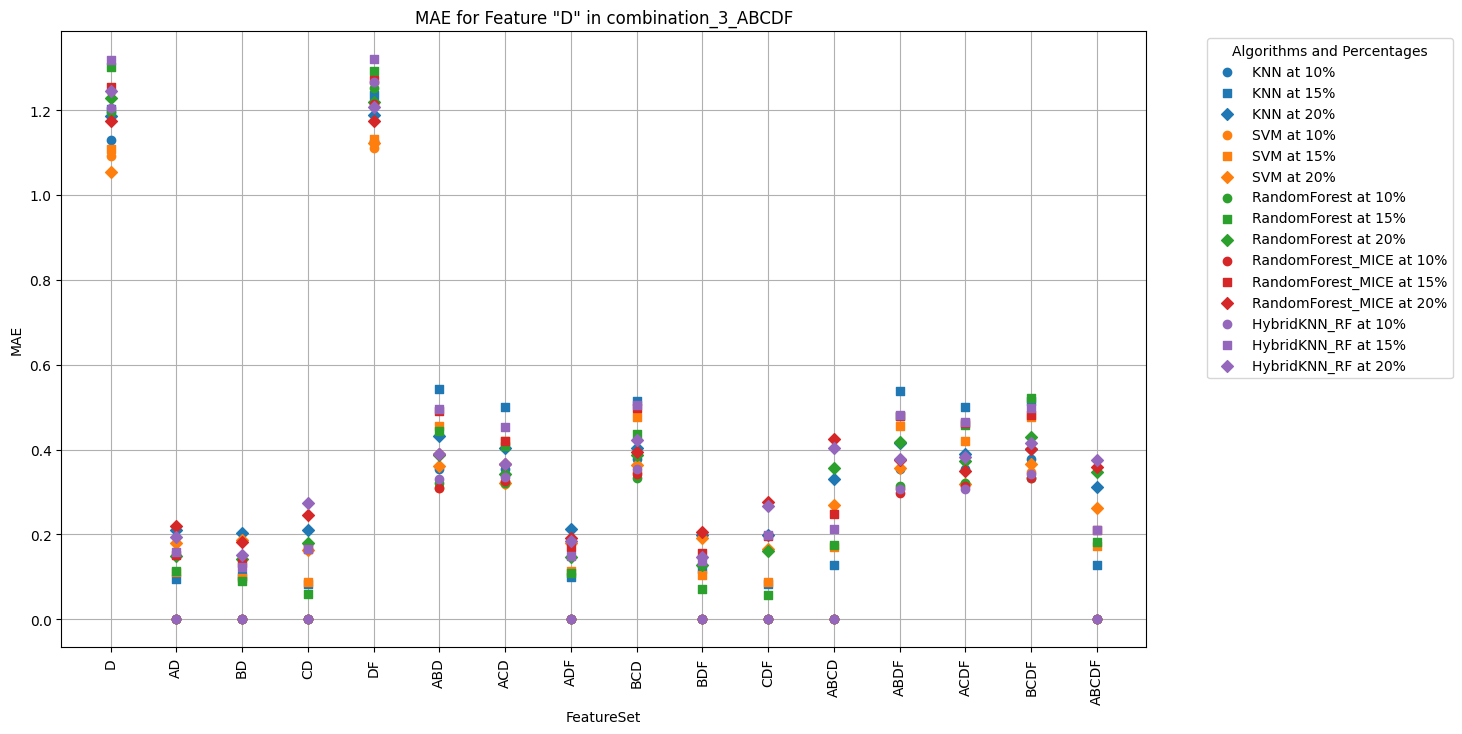 MAE for Feature "D" in combination_3_ABCDF
MAE
1.2
1.0
0.8
0.6
0.4
0.2
0.0
D
AD
BD
CD
DF
ABD
ACD
ADF
BCD
BDF
CDF
ABCD
ABDF
ACDF
BCDF
ABCDF
FeatureSet
Algorithms and Percentages
KNN at 10%
KNN at 15%
KNN at 20%
SVM at 10%
SVM at 15%
SVM at 20%
RandomForest at 10%
RandomForest at 15%
RandomForest at 20%
RandomForest_MICE at 10%
RandomForest_MICE at 15%
RandomForest_MICE at 20%
HybridKNN_RF at 10%
HybridKNN_RF at 15%
HybridKNN_RF at 20%